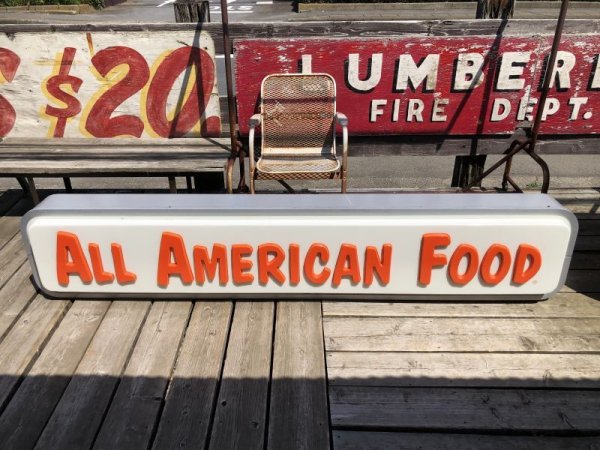 $20
LUMBER
FIRE DEPT.
ALL AMERICAN FOOD